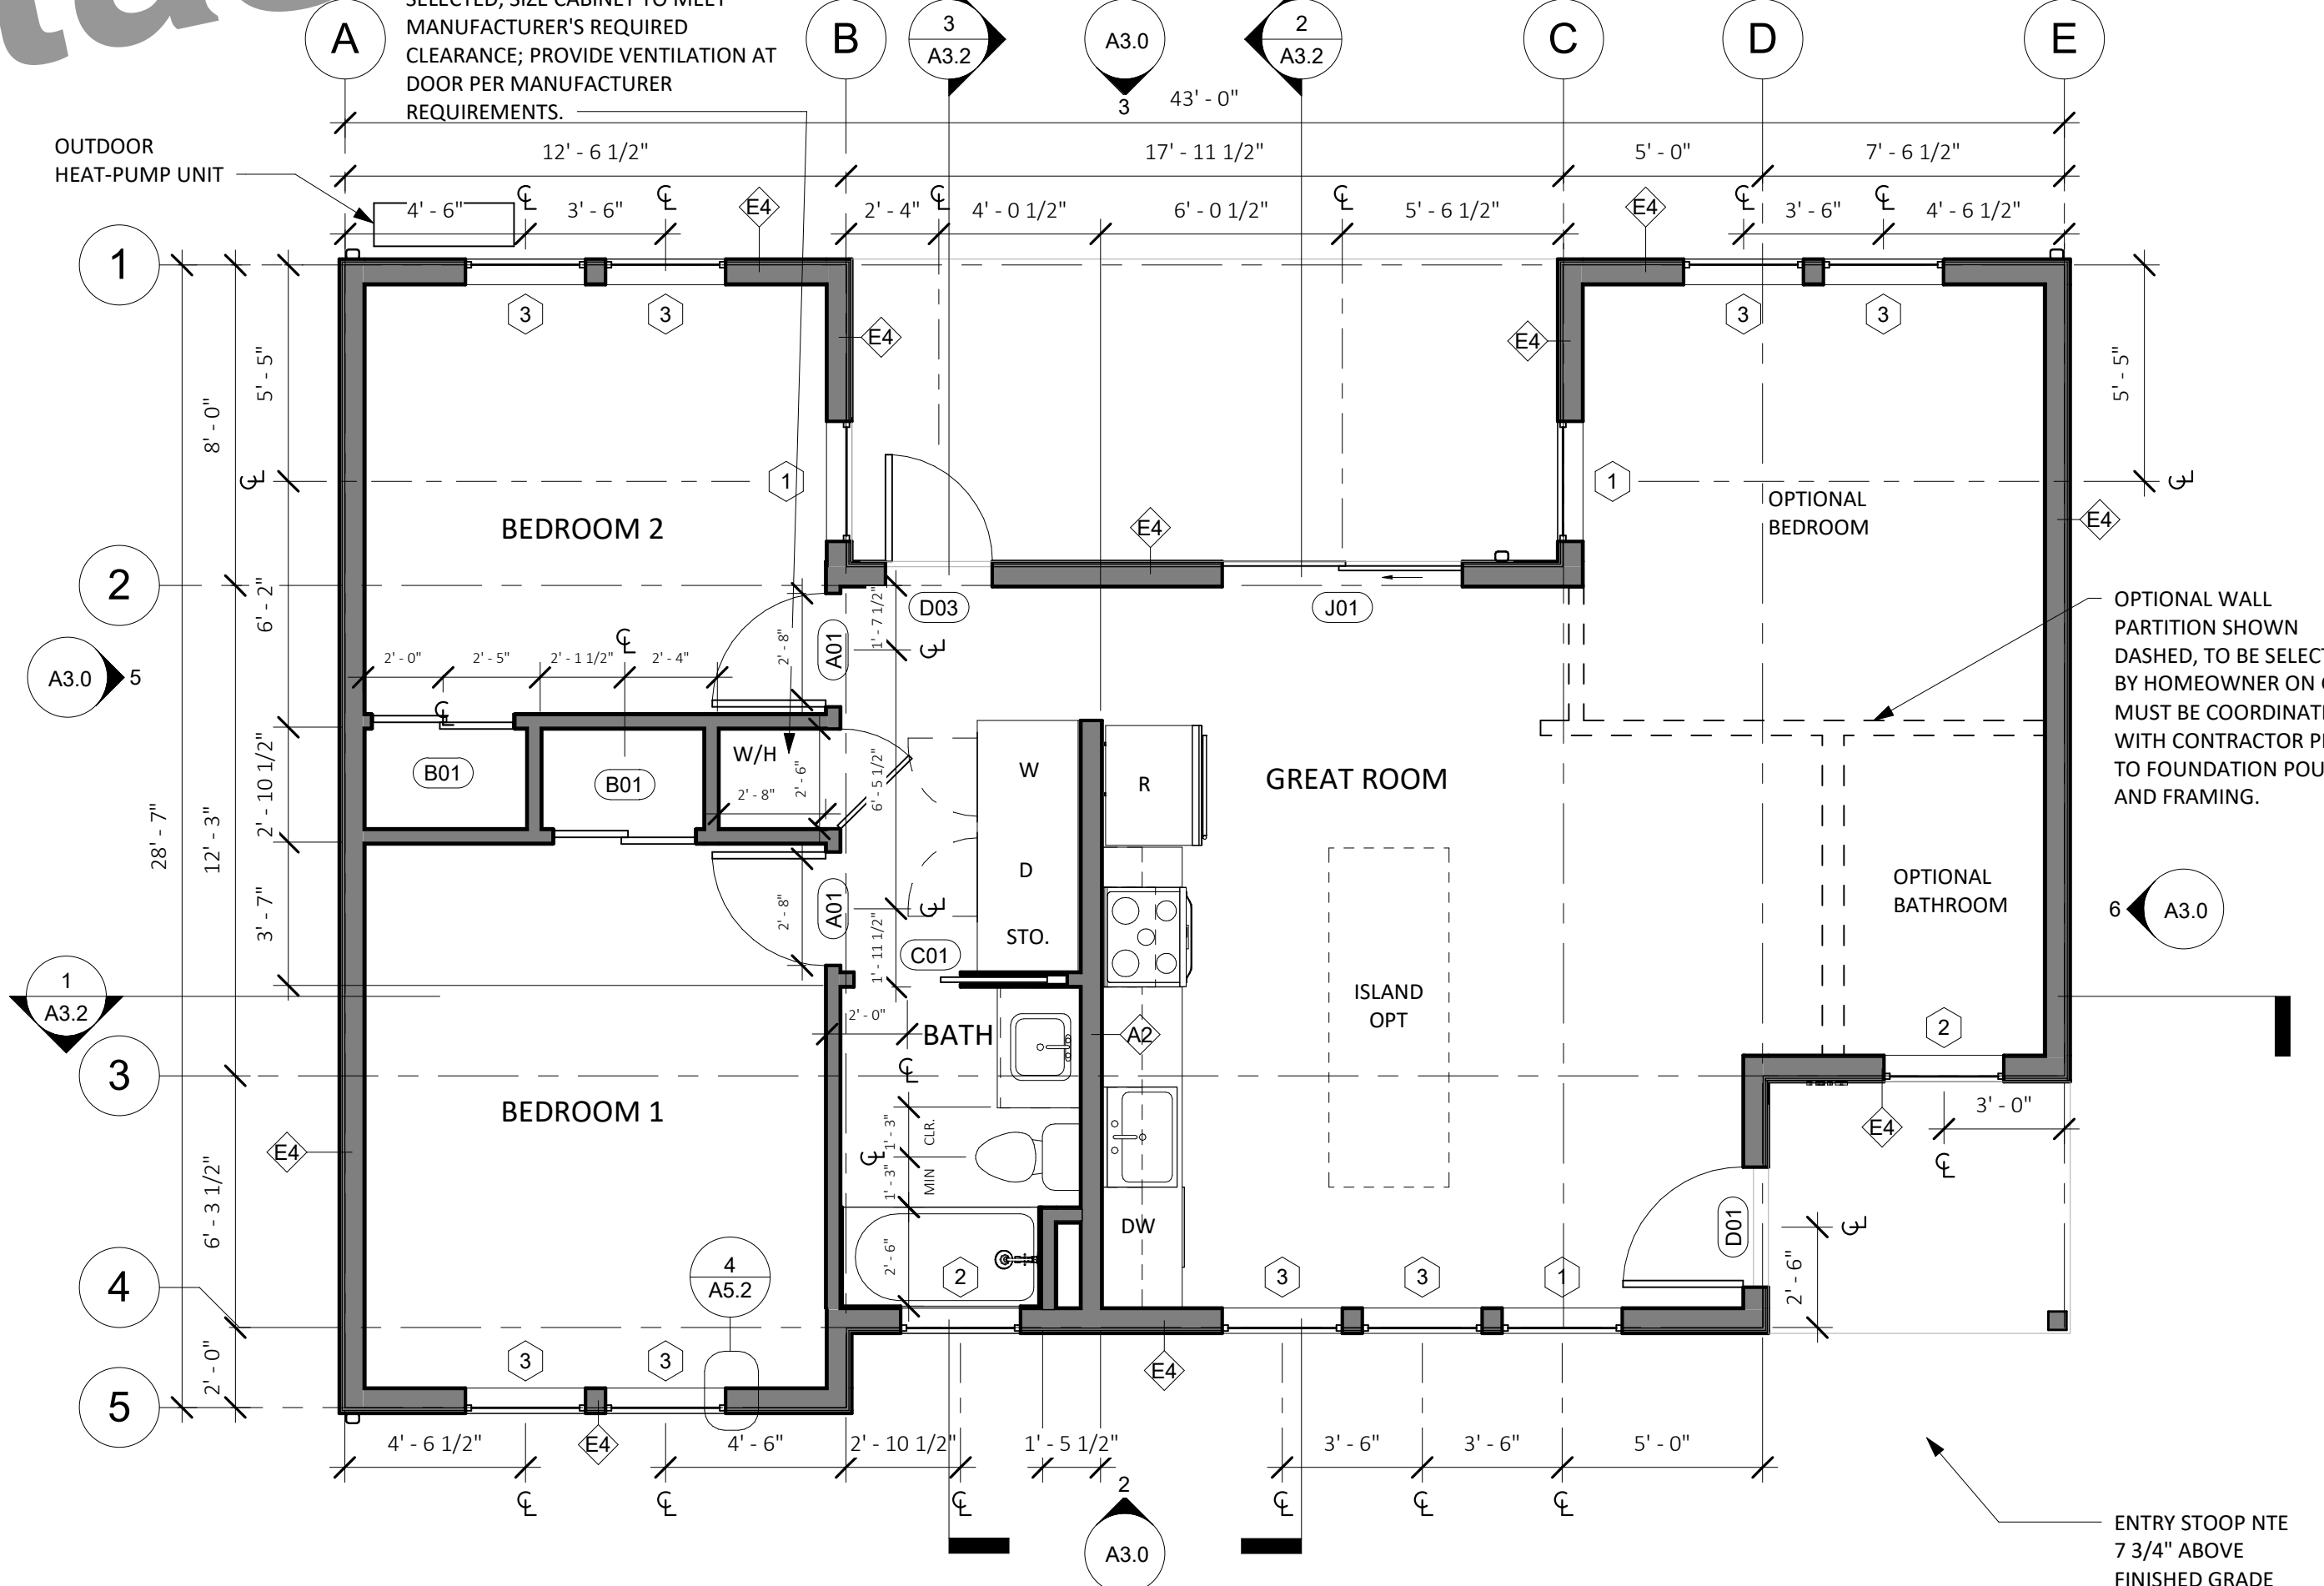 SELECTED, SIZE CABINET TO MEET
MANUFACTURER'S REQUIRED
CLEARANCE; PROVIDE VENTILATION AT
DOOR PER MANUFACTURER
REQUIREMENTS.
A
B
3
A3.2
A3.0
3
2
A3.2
C
D
E
43' - 0"
OUTDOOR
HEAT-PUMP UNIT
12' - 6 1/2"
17' - 11 1/2"
5' - 0"
7' - 6 1/2"
4' - 6"
3' - 6"
E4
2' - 4"
4' - 0 1/2"
6' - 0 1/2"
5' - 6 1/2"
E4
3' - 6"
4' - 6 1/2"
1
3
3
3
3
E4
E4
5' - 5"
8' - 0"
5' - 5"
1
1
BEDROOM 2
E4
OPTIONAL
BEDROOM
E4
2
D03
J01
6' - 2"
2' - 8"
A01
1' - 7 1/2"
OPTIONAL WALL
PARTITION SHOWN
DASHED, TO BE
BY HOMEOWNER ON
MUST BE
WITH CONTRACTOR
TO FOUNDATION
AND FRAMING.
A3.0
5
2' - 0"
2' - 5"
2' - 1 1/2"
2' - 4"
B01
B01
W/H
2' - 8"
2' - 6"
6' - 5 1/2"
W
R
GREAT ROOM
2' - 10 1/2"
28' - 7"
12' - 3"
3' - 7"
2' - 8"
A01
D
STO.
C01
1' - 11 1/2"
OPTIONAL
BATHROOM
6
A3.0
1
A3.2
ISLAND
OPT
2' - 0"
BATH
A2
2
3
BEDROOM 1
E4
1' - 3"
CLR.
1' - 3"
MIN
E4
3' - 0"
6' - 3 1/2"
DW
D01
2' - 6"
4
4
A5.2
2' - 6"
2
3
3
1
2' - 0"
3
3
E4
5
4' - 6 1/2"
E4
4' - 6"
2' - 10 1/2"
1' - 5 1/2"
3' - 6"
3' - 6"
5' - 0"
2
A3.0
ENTRY STOOP NTE
7 3/4" ABOVE
FINISHED GRADE